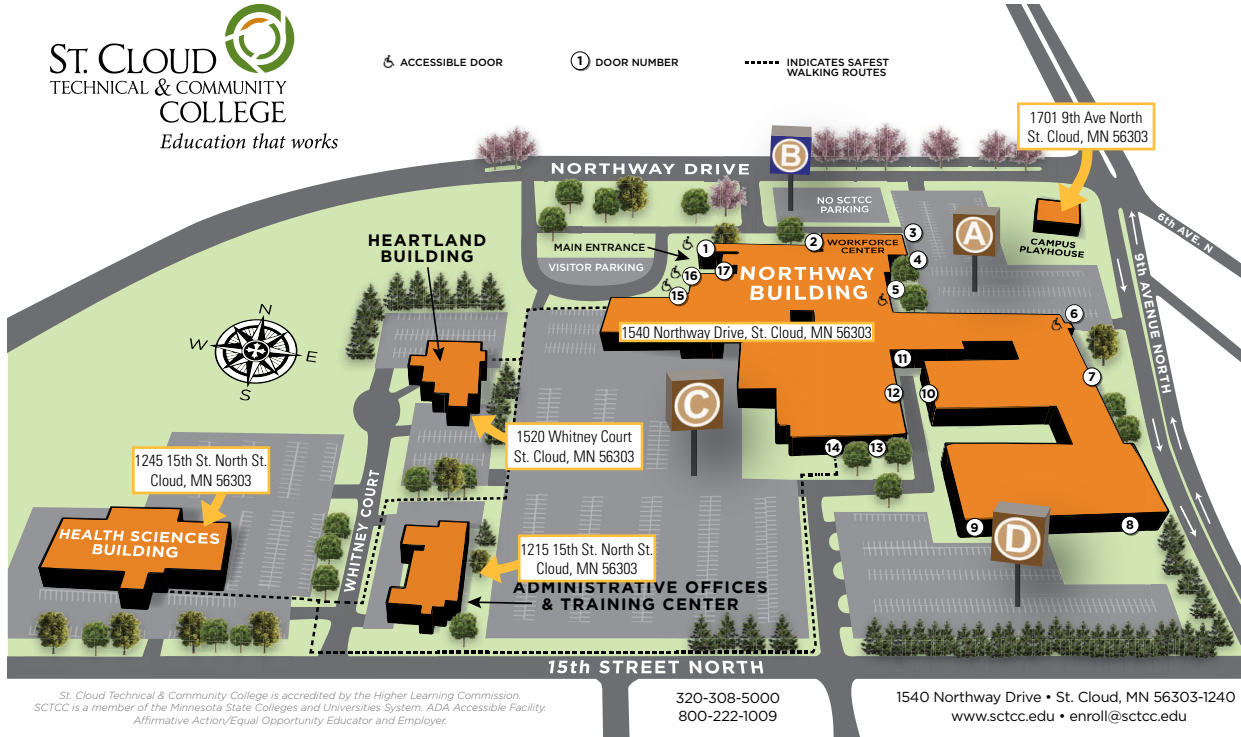 ST. CLOUD
TECHNICAL & COMMUNITY
COLLEGE
Education that works
ACCESSIBLE DOOR
1 DOOR NUMBER
INDICATES SAFEST
WALKING ROUTES
1701 9th Ave North
St. Cloud, MN 56303
B
NORTHWAY DRIVE
NO SCTCC
PARKING
6TH AVE. N
A
CAMPUS
PLAYHOUSE
HEARTLAND
BUILDING
MAIN ENTRANCE
VISITOR PARKING
1
2
WORKFORCE
CENTER
3
4
5
16
17
15
NORTHWAY
BUILDING
1540 Northway Drive, St. Cloud, MN 56303
6
9TH AVENUE NORTH
N
W
E
S
11
7
12
10
C
1520 Whitney Court
St. Cloud, MN 56303
14
13
1245 15th St. North St.
Cloud, MN 56303
WHITNEY COURT
HEALTH SCIENCES
BUILDING
1215 15th St. North St.
Cloud, MN 56303
ADMINISTRATIVE OFFICES
& TRAINING CENTER
9
D
8
15th STREET NORTH
St. Cloud Technical & Community College is accredited by the Higher Learning Commission.
SCTCC is a member of the Minnesota State Colleges and Universities System. ADA Accessible Facility.
Affirmative Action/Equal Opportunity Educator and Employer.
320-308-5000
800-222-1009
1540 Northway Drive • St. Cloud, MN 56303-1240
www.sctcc.edu • enroll@sctcc.edu